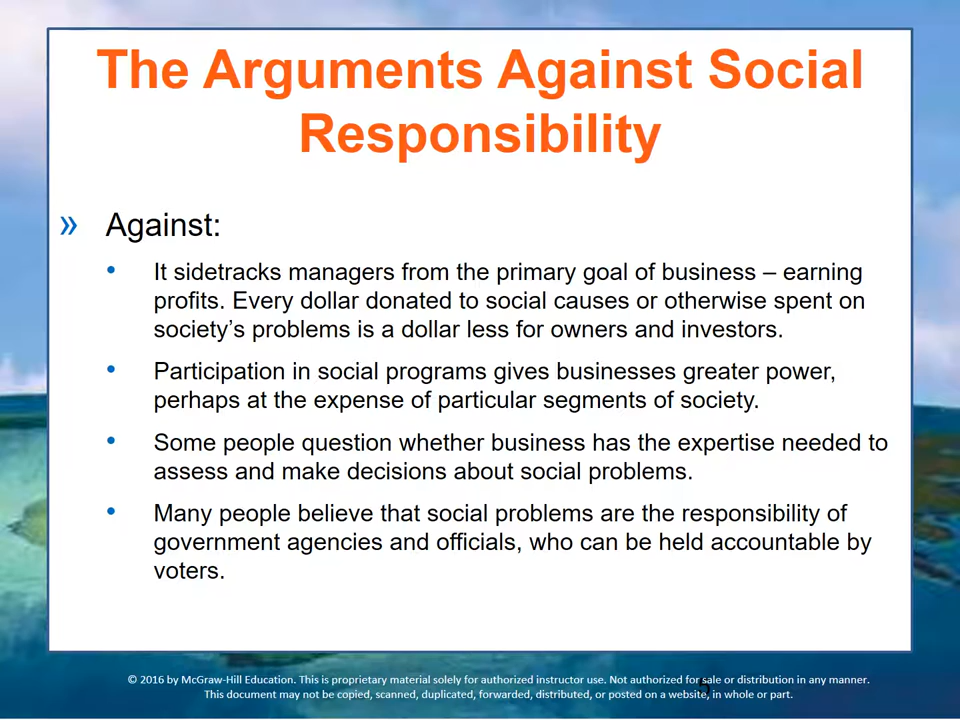 The Arguments Against Social
Responsibility
» Against:
• It sidetracks managers from the primary goal of business – earning
profits. Every dollar donated to social causes or otherwise spent on
society’s problems is a dollar less for owners and investors.
• Participation in social programs gives businesses greater power,
perhaps at the expense of particular segments of society.
• Some people question whether business has the expertise needed to
assess and make decisions about social problems.
• Many people believe that social problems are the responsibility of
government agencies and officials, who can be held accountable by
voters.
© 2016 by McGraw-Hill Education. This is proprietary material solely for authorized instructor use. Not authorized for sale or distribution in any manner.
This document may not be copied, scanned, duplicated, forwarded, distributed, or posted on a website, in whole or part.
5